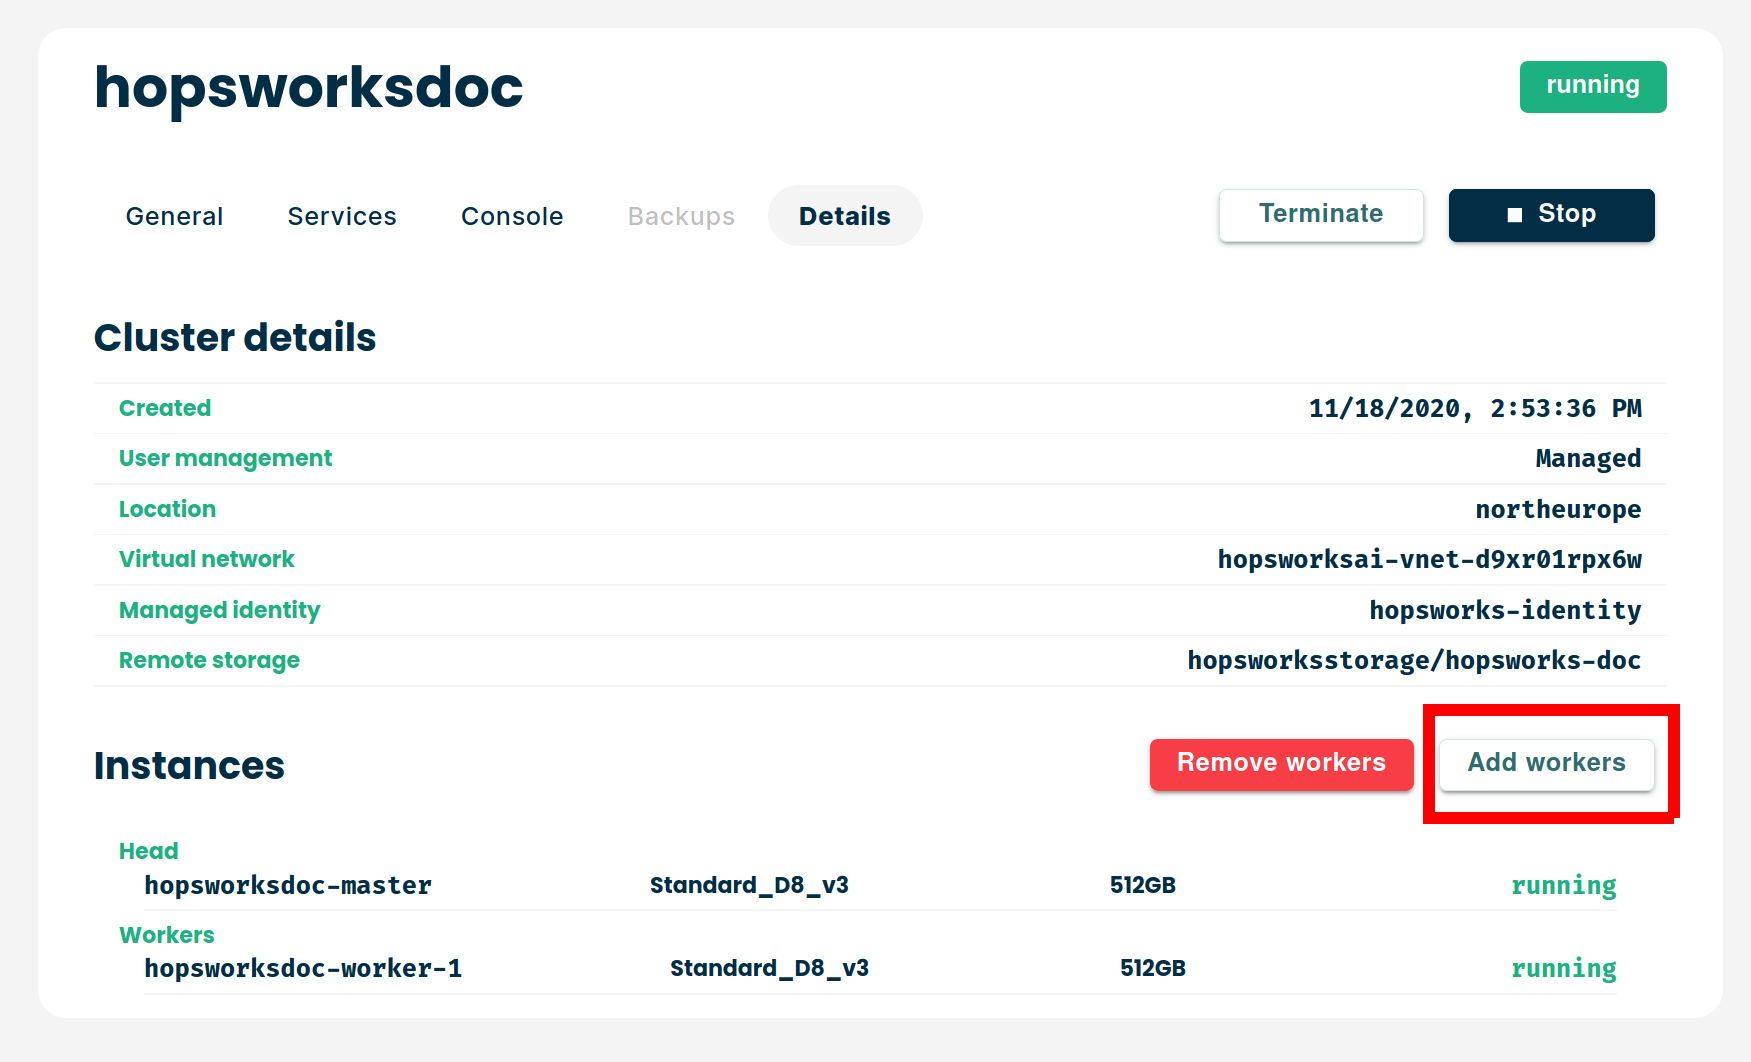 hopsworksdoc
running
General Services Console Backups Details Terminate Stop
Cluster details
Created 11/18/2020, 2:53:36 PM
User management Managed
Location northeurope
Virtual network hopsworksai-vnet-d9xr01rpx6w
Managed identity hopsworks-identity
Remote storage hopsworksstorage/hopsworks-doc
Instances Remove workers Add workers
Head
hopsworksdoc-master Standard_D8_v3 512GB running
Workers
hopsworksdoc-worker-1 Standard_D8_v3 512GB running